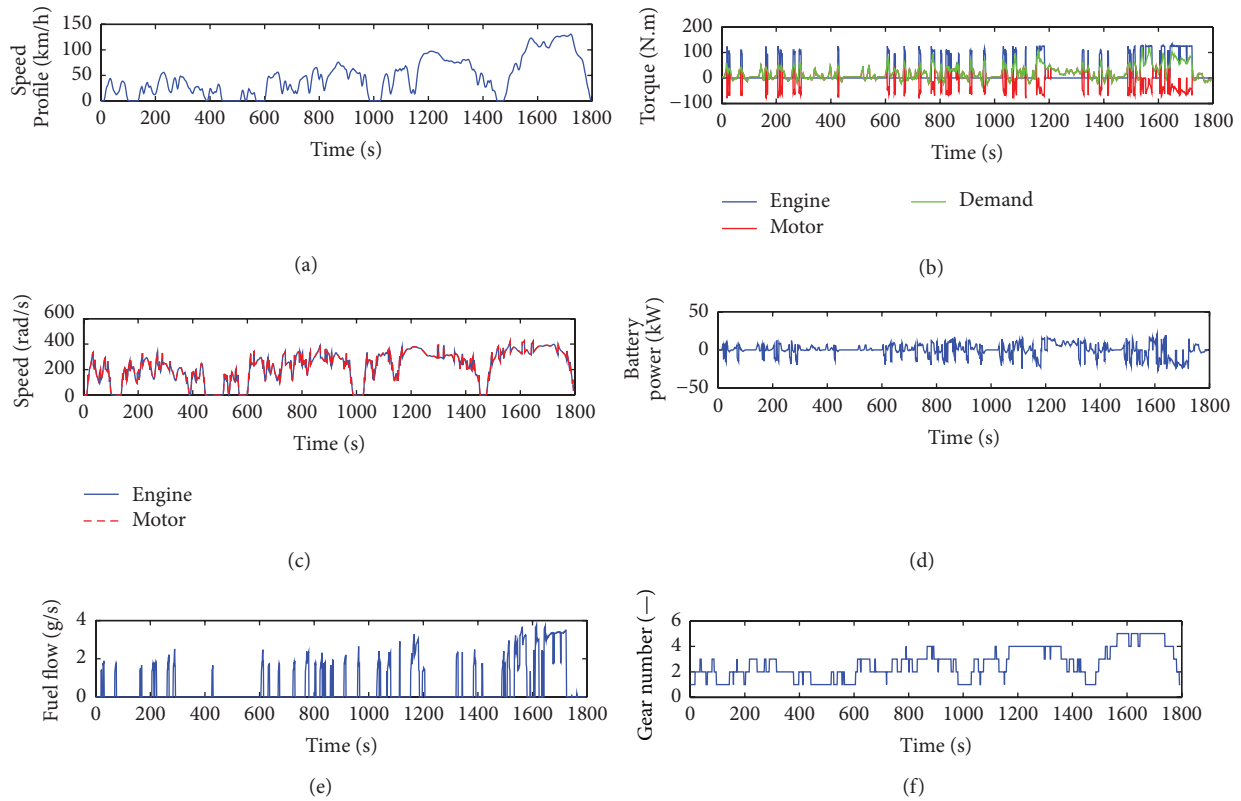 Speed
Profile (km/h)
150
100
50
0
0 200 400 600 800 1000 1200 1400 1600 1800
Time (s)
(a)
Torque (N.m)
200
100
0
−100
0 200 400 600 800 1000 1200 1400 1600 1800
Time (s)
Engine
Motor
Demand
(b)
Speed (rad/s)
600
400
200
0
0 200 400 600 800 1000 1200 1400 1600 1800
Time (s)
Engine
Motor
(c)
Battery
power (kW)
50
0
−50
0 200 400 600 800 1000 1200 1400 1600 1800
Time (s)
(d)
Fuel flow (g/s)
4
2
0
0 200 400 600 800 1000 1200 1400 1600 1800
Time (s)
(e)
Gear number (—)
6
4
2
0
0 200 400 600 800 1000 1200 1400 1600 1800
Time (s)
(f)